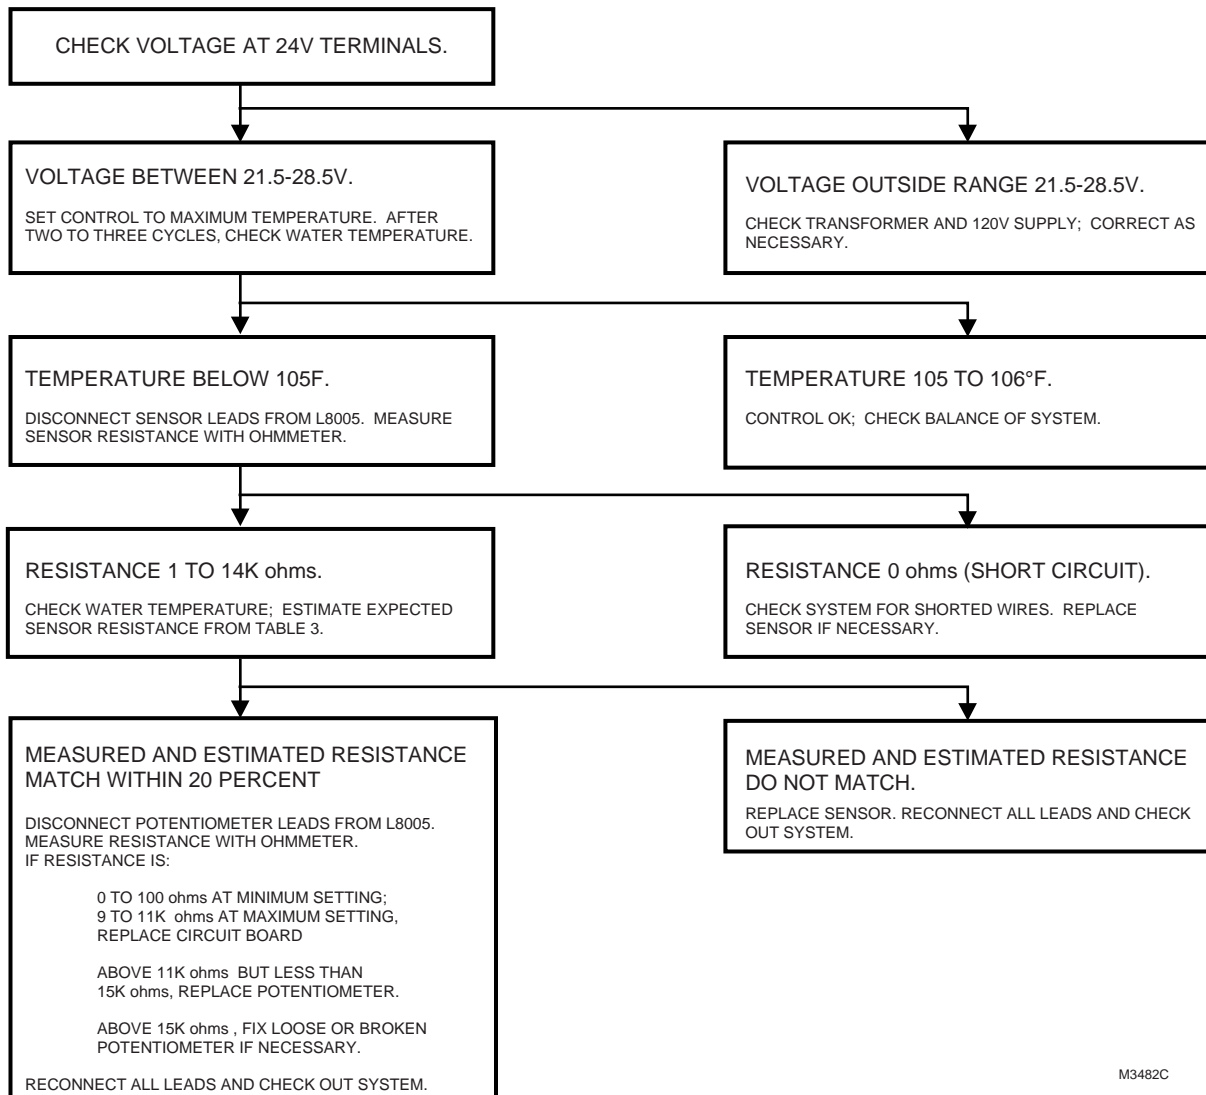 CHECK VOLTAGE AT 24V TERMINALS.
VOLTAGE BETWEEN 21.5-28.5V.
SET CONTROL TO MAXIMUM TEMPERATURE. AFTER
TWO TO THREE CYCLES, CHECK WATER TEMPERATURE.
VOLTAGE OUTSIDE RANGE 21.5-28.5V.
CHECK TRANSFORMER AND 120V SUPPLY; CORRECT AS
NECESSARY.
TEMPERATURE BELOW 105F.
DISCONNECT SENSOR LEADS FROM L8005. MEASURE
SENSOR RESISTANCE WITH OHMMETER.
TEMPERATURE 105 TO 106°F.
CONTROL OK; CHECK BALANCE OF SYSTEM.
RESISTANCE 1 TO 14K ohms.
CHECK WATER TEMPERATURE; ESTIMATE EXPECTED
SENSOR RESISTANCE FROM TABLE 3.
RESISTANCE 0 ohms (SHORT CIRCUIT).
CHECK SYSTEM FOR SHORTED WIRES. REPLACE
SENSOR IF NECESSARY.
MEASURED AND ESTIMATED RESISTANCE
MATCH WITHIN 20 PERCENT
DISCONNECT POTENTIOMETER LEADS FROM L8005.
MEASURE RESISTANCE WITH OHMMETER.
IF RESISTANCE IS:
0 TO 100 ohms AT MINIMUM SETTING;
9 TO 11K ohms AT MAXIMUM SETTING,
REPLACE CIRCUIT BOARD
ABOVE 11K ohms BUT LESS THAN
15K ohms, REPLACE POTENTIOMETER.
ABOVE 15K ohms , FIX LOOSE OR BROKEN
POTENTIOMETER IF NECESSARY.
RECONNECT ALL LEADS AND CHECK OUT SYSTEM.
MEASURED AND ESTIMATED RESISTANCE
DO NOT MATCH.
REPLACE SENSOR. RECONNECT ALL LEADS AND CHECK
OUT SYSTEM.
M3482C